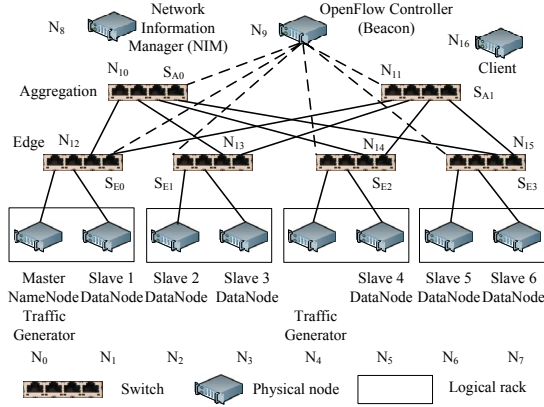 N8
Network
Information
Manager (NIM)
N9
OpenFlow Controller
(Beacon)
N16
Client
N10
SA0
N11
SA1
Aggregation
Edge
N12
N13
N14
N15
SE0
SE1
SE2
SE3
Master
NameNode
Traffic
Generator
Slave 1
DataNode
Slave 2
DataNode
Slave 3
DataNode
Traffic
Generator
Slave 4
DataNode
Slave 5
DataNode
Slave 6
DataNode
N0 N1 N2 N3 N4 N5 N6 N7
Switch
Physical node
Logical rack